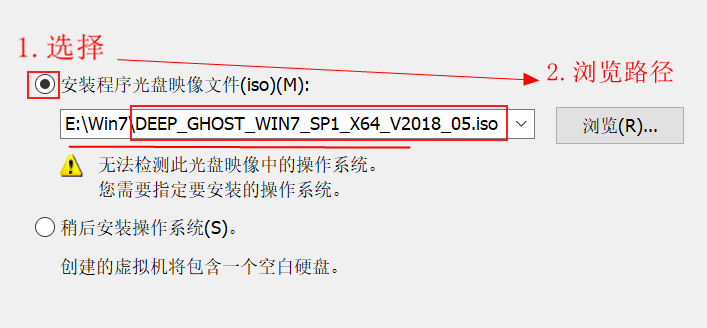 1.选择
2.浏览路径
安装程序光盘映像文件(iso)(M):
E:\Win7\DEEP_GHOST_WIN7_SP1_X64_V2018_05.iso
浏览(R)...
无法检测此光盘映像中的操作系统。
您需要指定要安装的操作系统。
稍后安装操作系统(S)。
创建的虚拟机将包含一个空白硬盘。